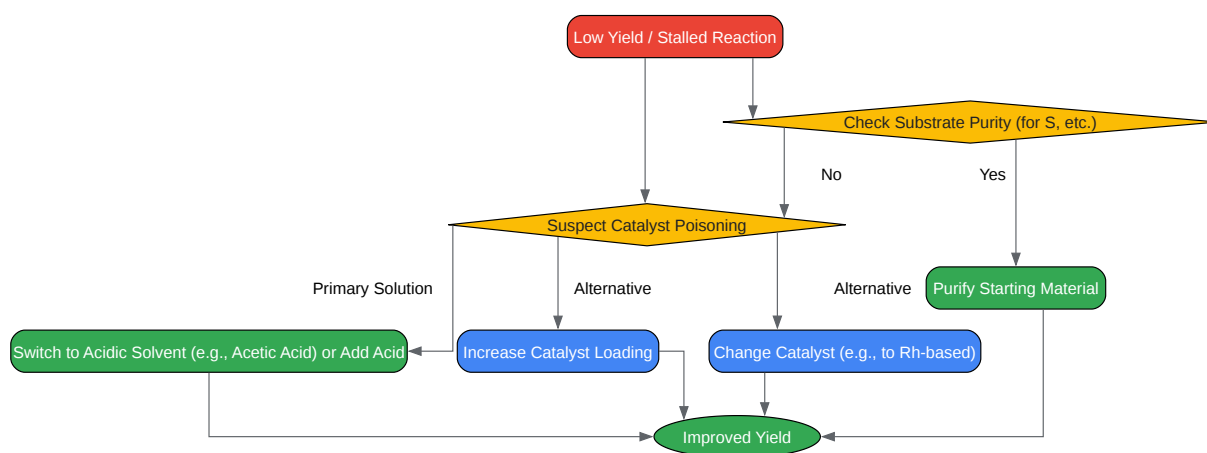 Low Yield / Stalled Reaction
Check Substrate Purity (for S, etc.)
No
Yes
Suspect Catalyst Poisoning
Primary Solution
Alternative
Alternative
Purify Starting Material
Switch to Acidic Solvent (e.g., Acetic Acid) or Add Acid
Increase Catalyst Loading
Change Catalyst (e.g., to Rh-based)
Improved Yield